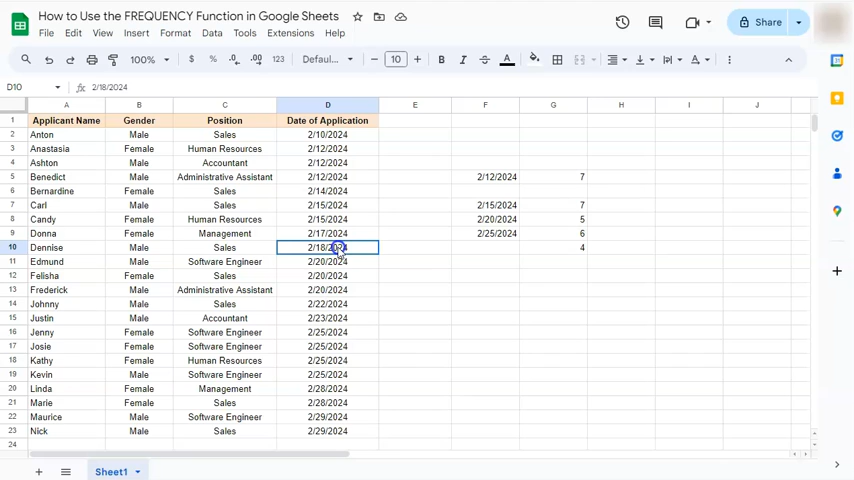 How to Use the FREQUENCY Function in Google Sheets
File Edit View Insert Format Data Tools Extensions Help
Share
100% $ % .0 .00 123 Defaul... 10 B I A
D10 fx 2/18/2024
A B C D E F G H I J
1 Applicant Name Gender Position Date of Application
2 Anton Male Sales 2/10/2024
3 Anastasia Female Human Resources 2/12/2024
4 Ashton Male Accountant 2/12/2024
5 Benedict Male Administrative Assistant 2/12/2024 2/12/2024 7
6 Bernardine Female Sales 2/14/2024
7 Carl Male Sales 2/15/2024 2/15/2024 7
8 Candy Female Human Resources 2/15/2024 2/20/2024 5
9 Donna Female Management 2/17/2024 2/25/2024 6
10 Dennise Male Sales 2/18/2024 4
11 Edmund Male Software Engineer 2/20/2024
12 Felisha Female Sales 2/20/2024
13 Frederick Male Administrative Assistant 2/20/2024
14 Johnny Male Sales 2/22/2024
15 Justin Male Accountant 2/23/2024
16 Jenny Female Software Engineer 2/25/2024
17 Josie Female Software Engineer 2/25/2024
18 Kathy Female Human Resources 2/25/2024
19 Kevin Male Software Engineer 2/25/2024
20 Linda Female Management 2/28/2024
21 Marie Female Sales 2/28/2024
22 Maurice Male Software Engineer 2/29/2024
23 Nick Male Sales 2/29/2024
24
Sheet1